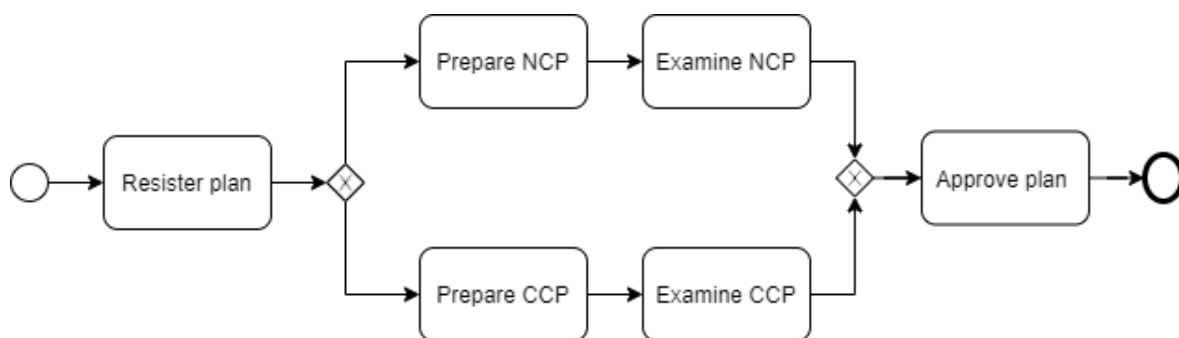 Prepare NCP
Examine NCP
Resister plan
X
X
Approve plan
Prepare CCP
Examine CCP